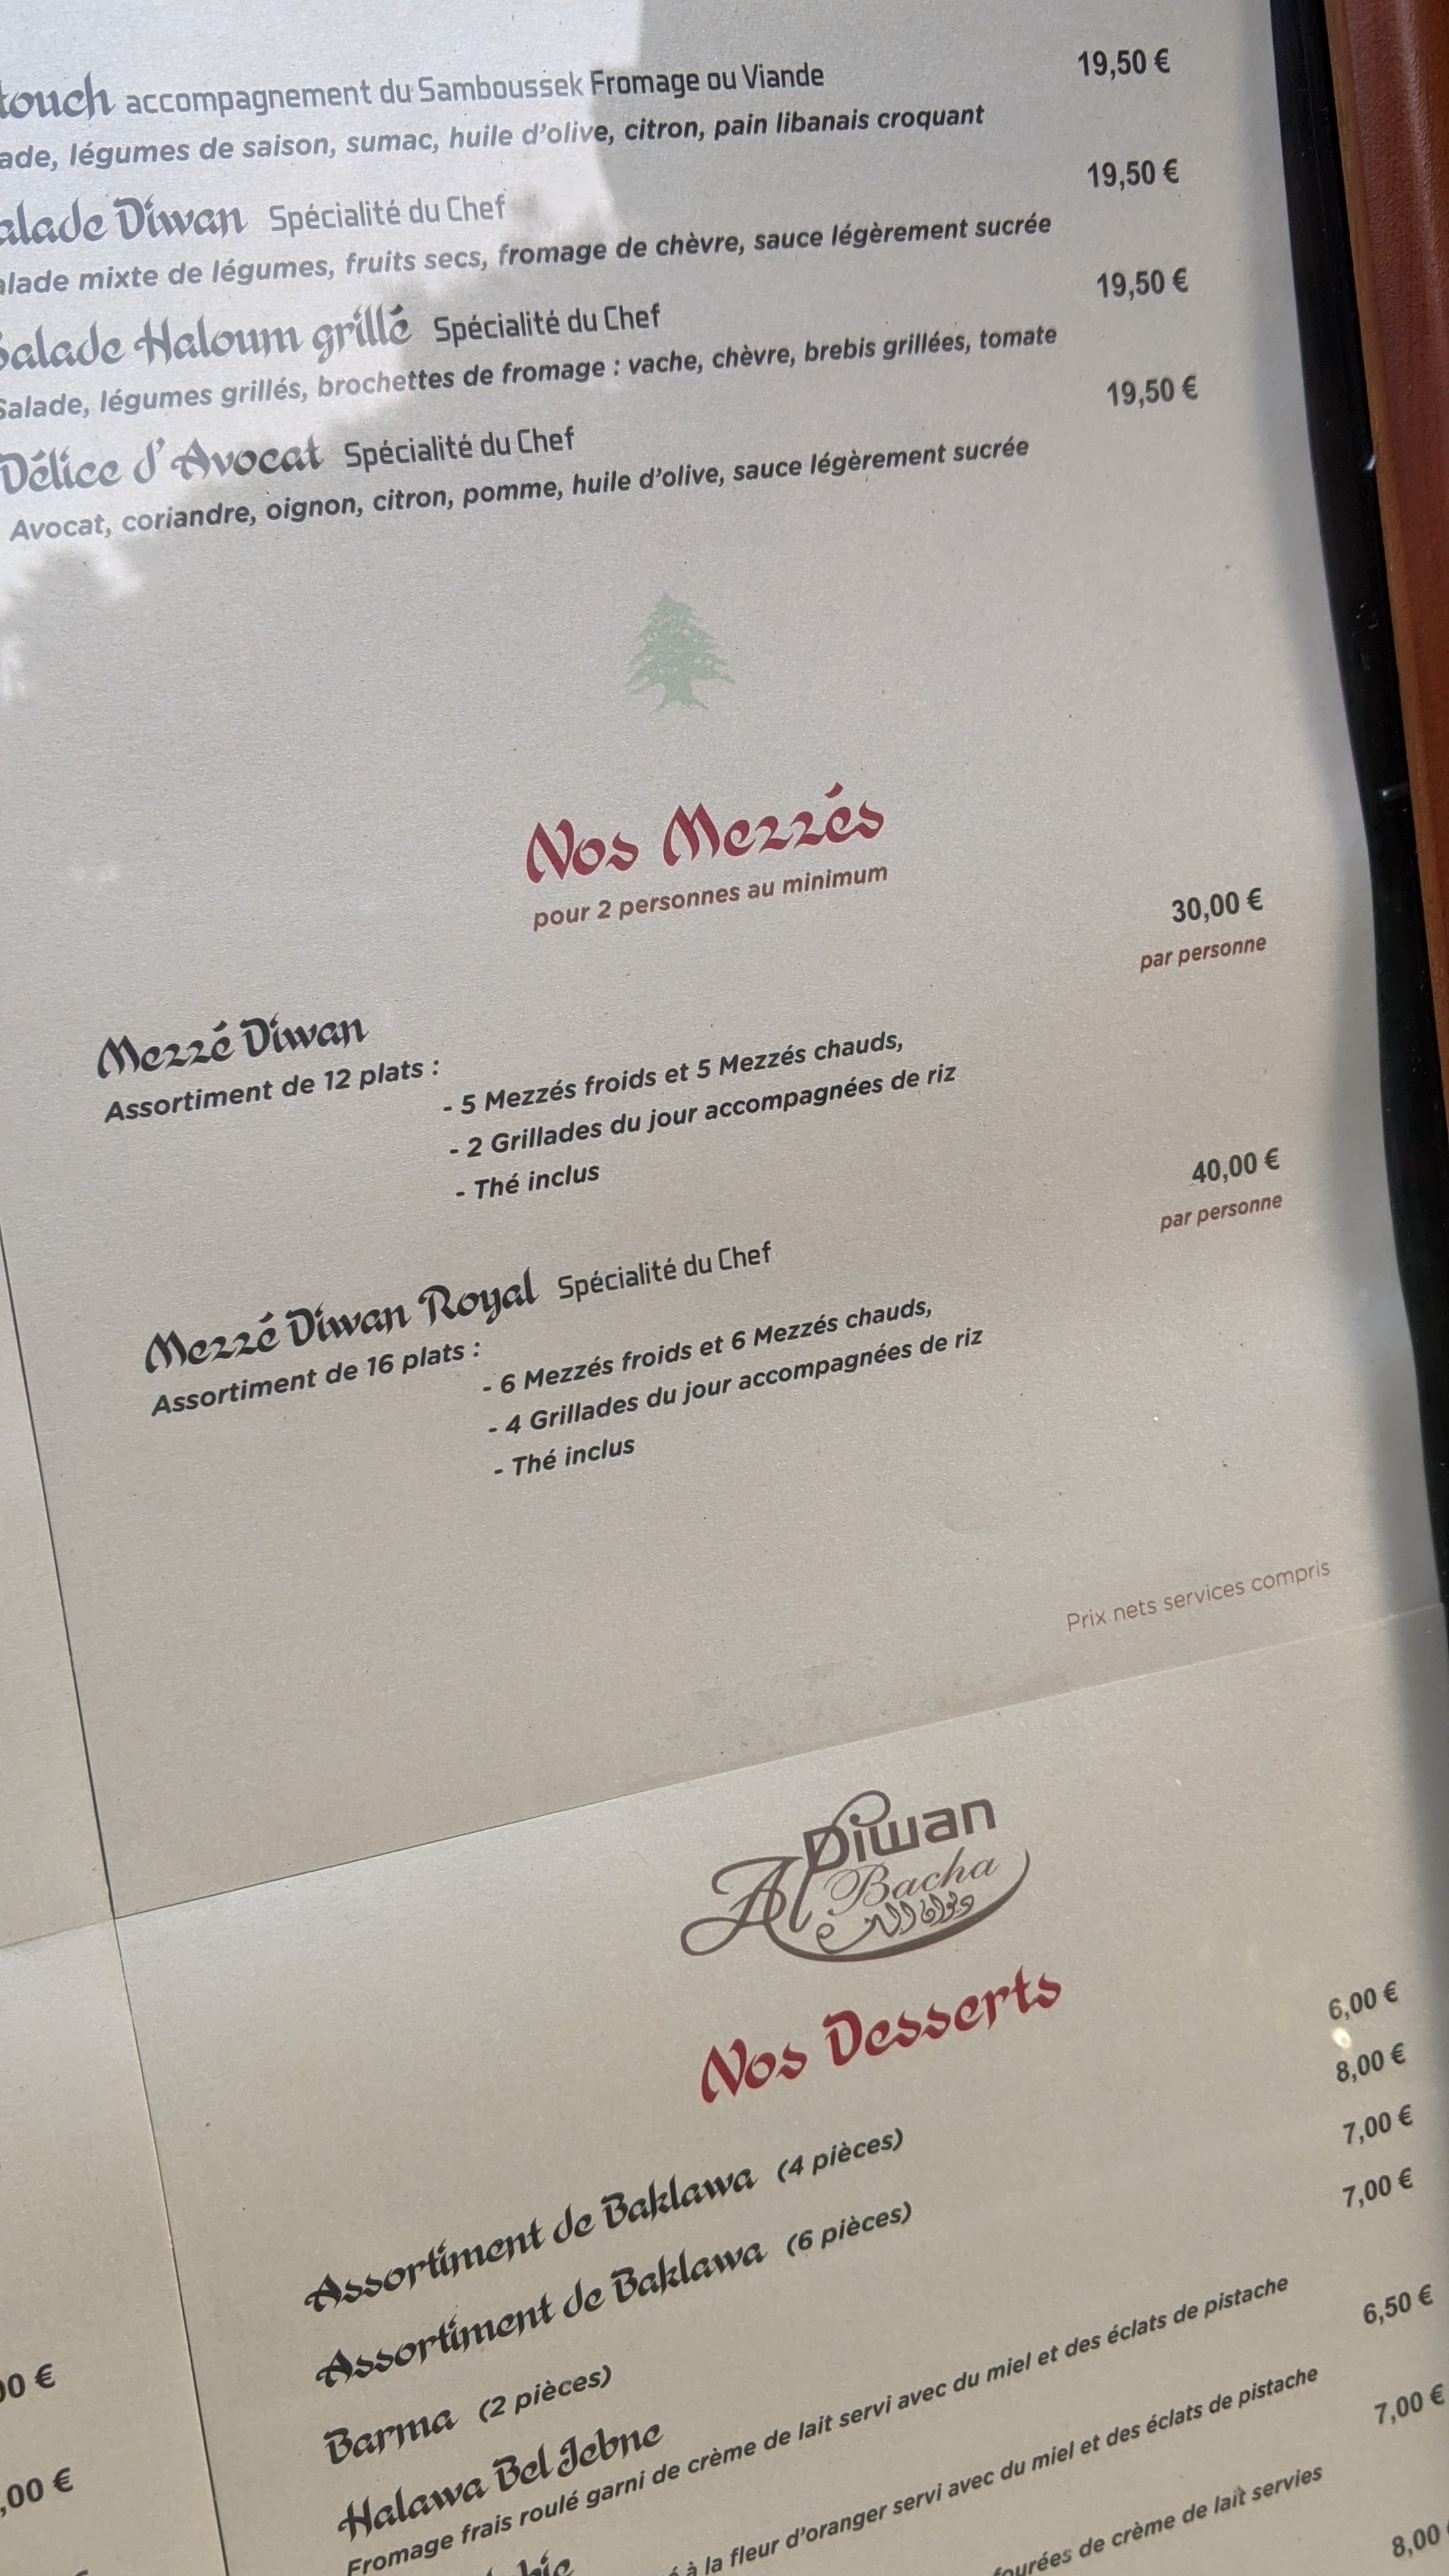 touch accompagnement du Samboussek Fromage ou Viande 19,50 €
ade, légumes de saison, sumac, huile d'olive, citron, pain libanais croquant
alade Diwan Spécialité du Chef 19,50 €
alade mixte de légumes, fruits secs, fromage de chèvre, sauce légèrement sucrée
Salade Haloum grillé Spécialité du Chef 19,50 €
Salade, légumes grillés, brochettes de fromage : vache, chèvre, brebis grillées, tomate
Délice d'Avocat Spécialité du Chef 19,50 €
Avocat, coriandre, oignon, citron, pomme, huile d'olive, sauce légèrement sucrée
Nos Mezzés
pour 2 personnes au minimum
Mezzé Diwan 30,00 €
par personne
Assortiment de 12 plats :
- 5 Mezzés froids et 5 Mezzés chauds,
- 2 Grillades du jour accompagnées de riz
- Thé inclus
Mezzé Diwan Royal Spécialité du Chef 40,00 €
par personne
Assortiment de 16 plats :
- 6 Mezzés froids et 6 Mezzés chauds,
- 4 Grillades du jour accompagnées de riz
- Thé inclus
Prix nets services compris
Al Diwan
Bacha
Nos Desserts
Assortiment de Baklawa (4 pièces) 6,00 €
Assortiment de Baklawa (6 pièces) 8,00 €
Barma (2 pièces) 7,00 €
Halawa Bel Jebne 7,00 €
Fromage frais roulé garni de crème de lait servi avec du miel et des éclats de pistache
6,50 €
à la fleur d'oranger servi avec du miel et des éclats de pistache
7,00 €
fourées de crème de lait servies
8,00
00 €
,00 €